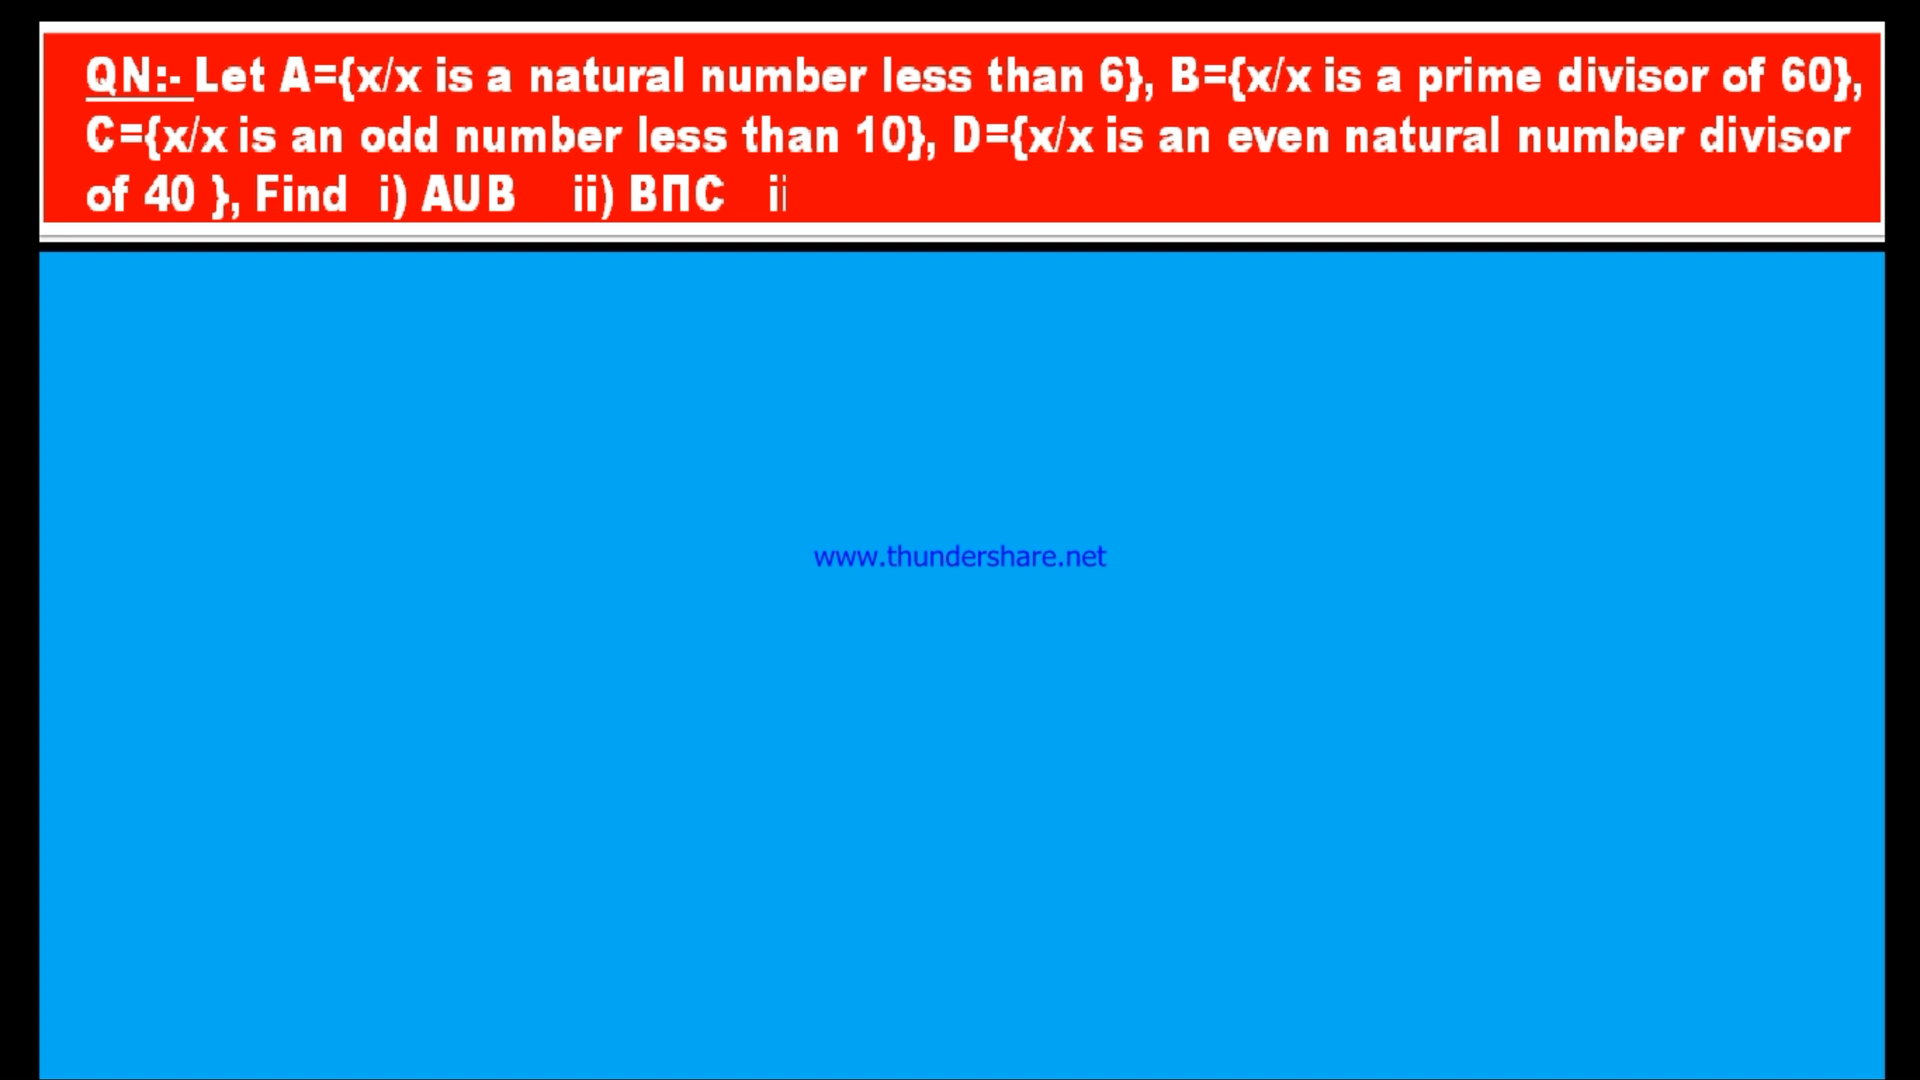 QN:- Let A={x/x is a natural number less than 6}, B={x/x is a prime divisor of 60},
C={x/x is an odd number less than 10}, D={x/x is an even natural number divisor
of 40 }, Find i) AUB ii) BΠC ii
www.thundershare.net